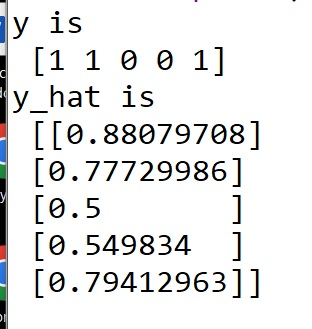 y is
[1 1 0 0 1]
y_hat is
[[0.88079708]
[0.77729986]
[0.5       ]
[0.549834  ]
[0.79412963]]